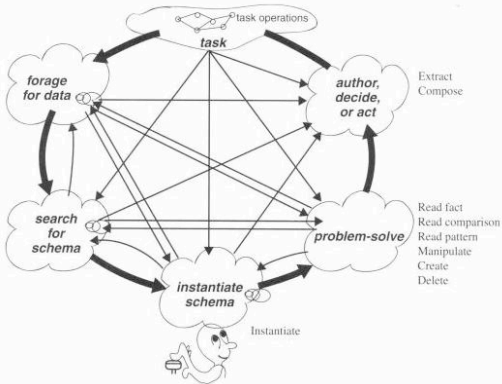 task operations
task
forage
for data
author,
decide,
or act
Extract
Compose
search
for
schema
problem-solve
Read fact
Read comparison
Read pattern
Manipulate
Create
Delete
instantiate
schema
Instantiate